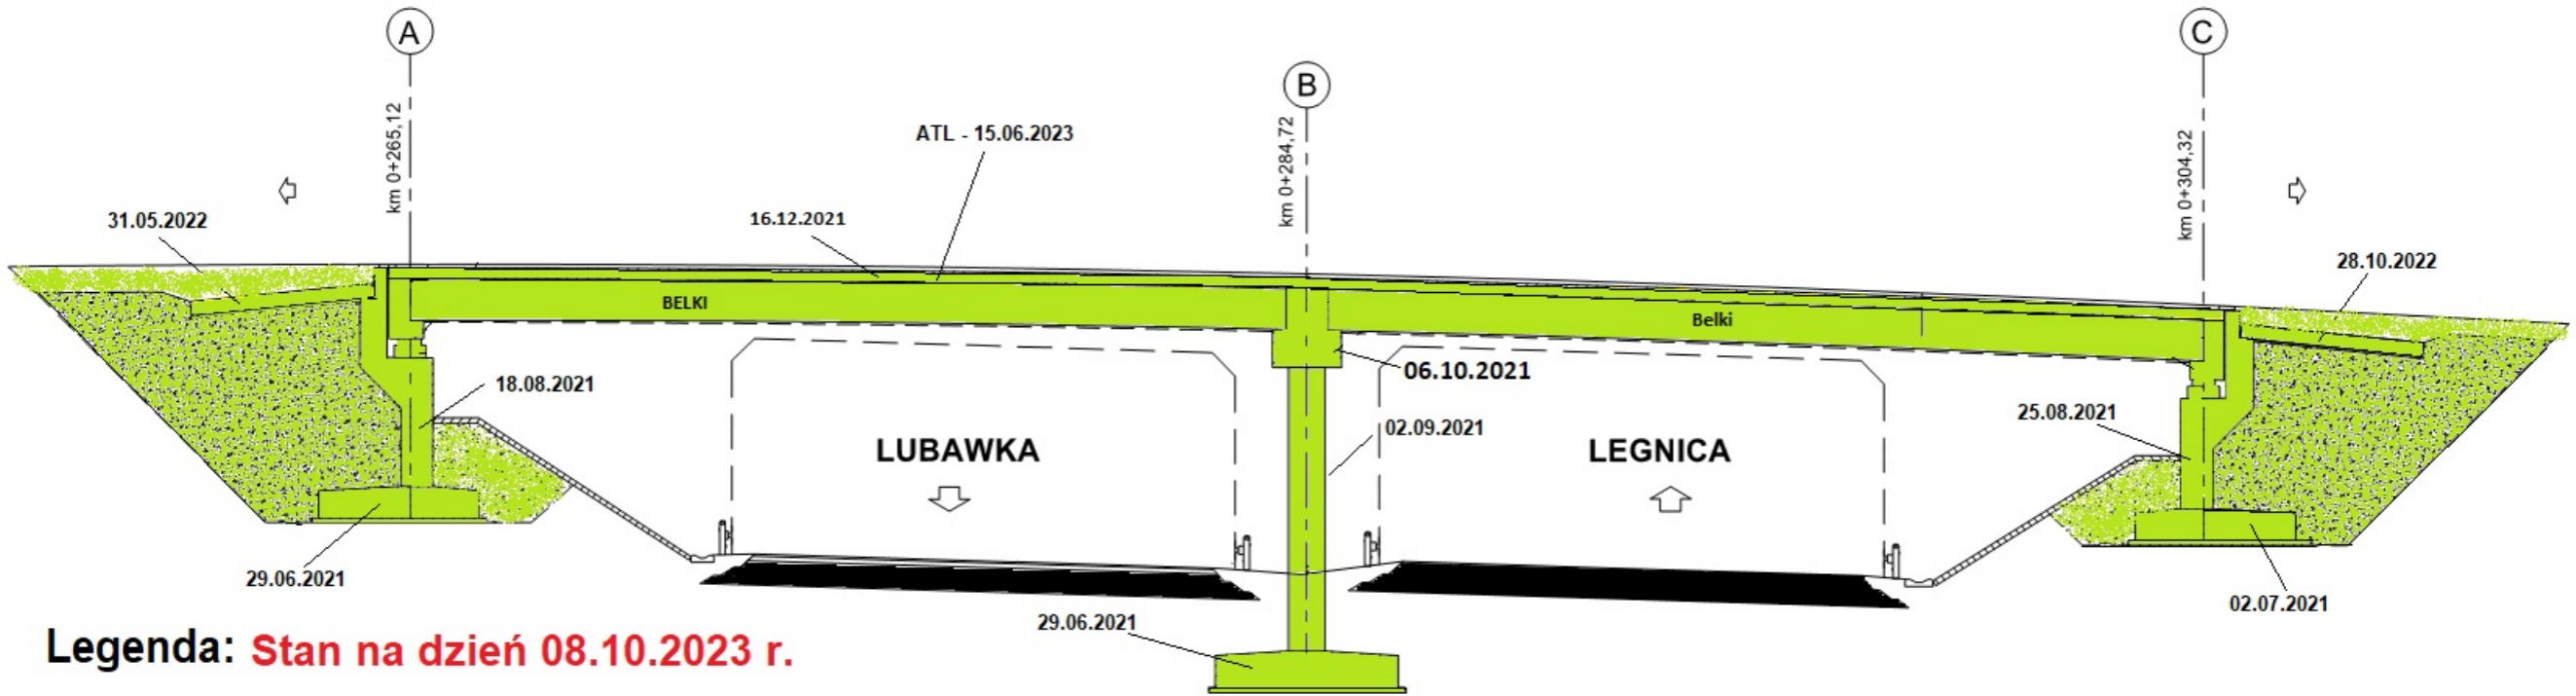 A
B
C
km 0+265,12
km 0+284,72
km 0+304,32
ATL - 15.06.2023
31.05.2022
16.12.2021
28.10.2022
BELKI
Belki
06.10.2021
18.08.2021
25.08.2021
02.09.2021
LUBAWKA
LEGNICA
29.06.2021
02.07.2021
29.06.2021
Legenda: Stan na dzień 08.10.2023 r.